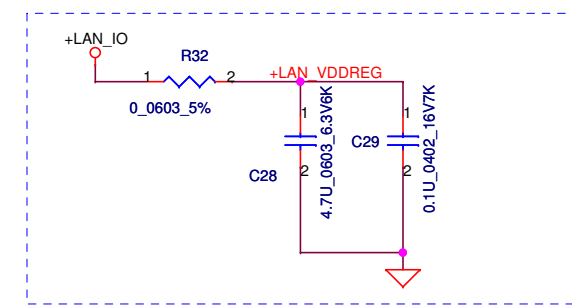 +LAN_IO
R32
1
2
+LAN_VDDREG
0_0603_5%
1
1
C28
C29
2
2
4.7U_0603_6.3V6K
0.1U_0402_16V7K